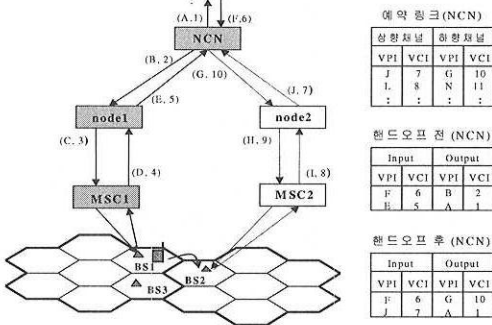 (A,1) (F,6)
NCN
(B, 2) (G, 10) (J, 7)
(E, 5)
node1 node2
(C, 3) (D, 4) (H, 9) (I, 8)
MSC1 MSC2
BS1 BS2
BS3
예약 링크(NCN)
상향채널 하향채널
VPI VCI VPI VCI
J 7 G 10
L 8 N 11
: : : :
핸드오프 전 (NCN)
Input Output
VPI VCI VPI VCI
F 6 B 2
E 5 A 1
핸드오프 후 (NCN)
Input Output
VPI VCI VPI VCI
F 6 G 10
J 7 A 1